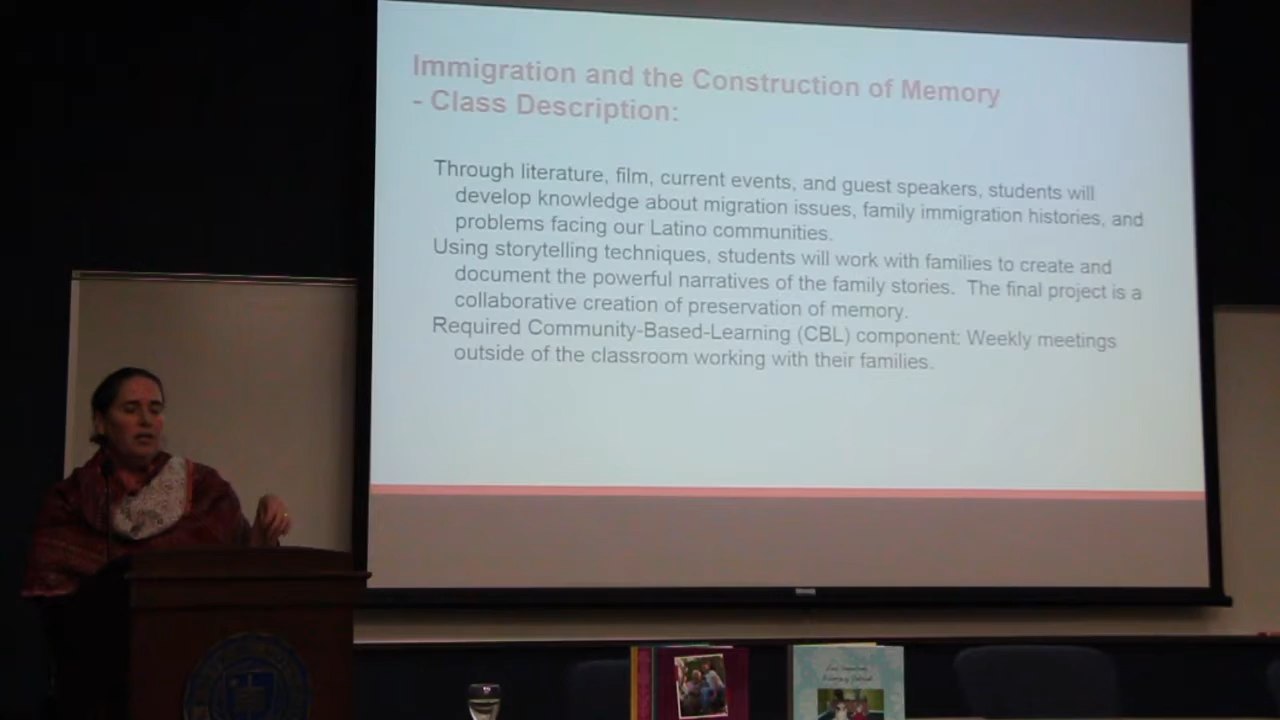 Immigration and the Construction of Memory
- Class Description:
Through literature, film, current events, and guest speakers, students will
develop knowledge about migration issues, family immigration histories, and
problems facing our Latino communities.
Using storytelling techniques, students will work with families to create and
document the powerful narratives of the family stories. The final project is a
collaborative creation of preservation of memory.
Required Community-Based-Learning (CBL) component: Weekly meetings
outside of the classroom working with their families.